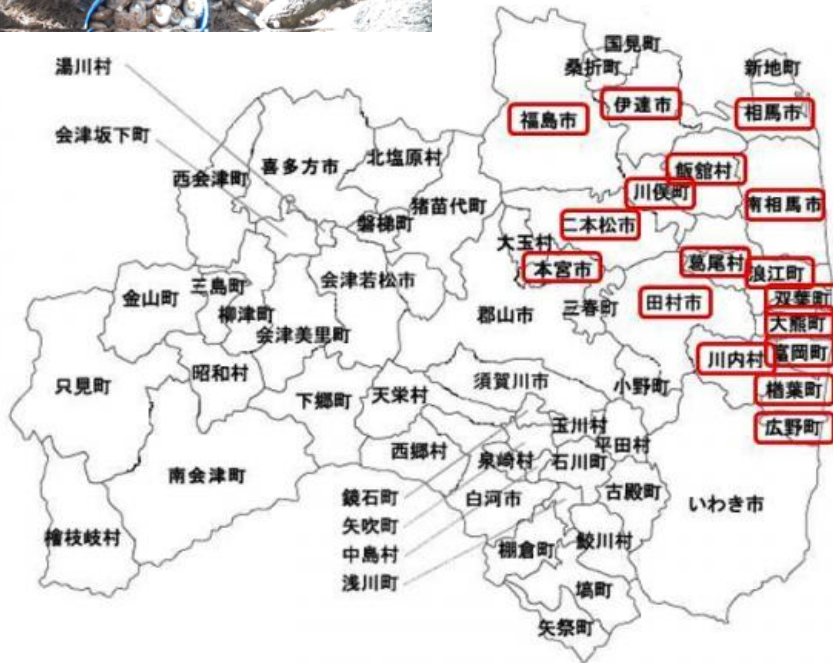 国見町
湯川村
桑折町
新地町
伊達市
相馬市
福島市
会津坂下町
喜多方市
北塩原村
飯舘村
西会津町
川俣町
猪苗代町
南相馬市
磐梯町
二本松市
大玉村
葛尾村
本宮市
浪江町
会津若松市
三島町
金山町
双葉町
田村市
三春町
柳津町
郡山市
大熊町
会津美里町
富岡町
川内村
昭和村
須賀川市
只見町
小野町
楢葉町
下郷町
天栄村
玉川村
広野町
平田村
西郷村
泉崎村
石川町
南会津町
古殿町
鏡石町
白河市
いわき市
矢吹町
檜枝岐村
鮫川村
棚倉町
中島村
浅川町
塙町
矢祭町